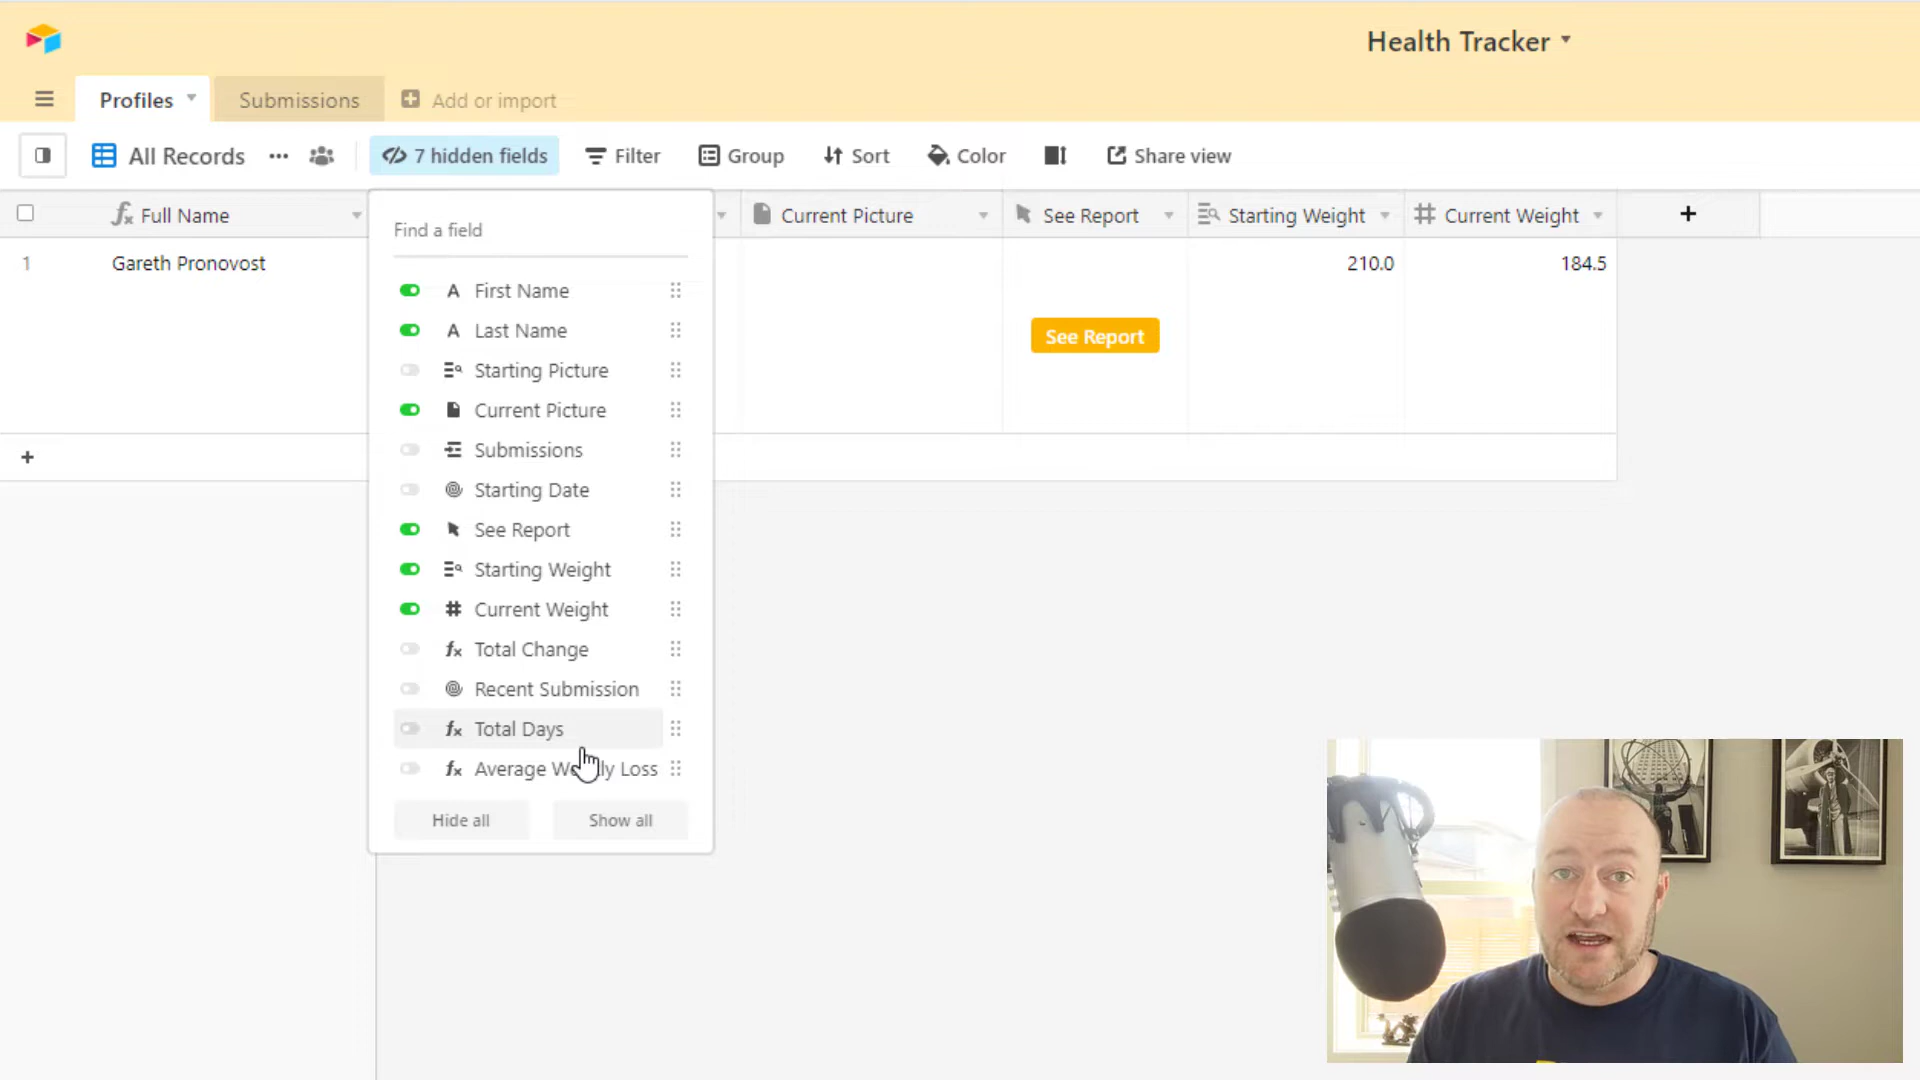 Health Tracker
Profiles
Submissions
Add or import
All Records
7 hidden fields
Filter
Group
Sort
Color
Share view
Full Name
Current Picture
See Report
Starting Weight
Current Weight
1
Gareth Pronovost
See Report
210.0
184.5
Find a field
First Name
Last Name
Starting Picture
Current Picture
Submissions
Starting Date
See Report
Starting Weight
Current Weight
Total Change
Recent Submission
Total Days
Average Weekly Loss
Hide all
Show all